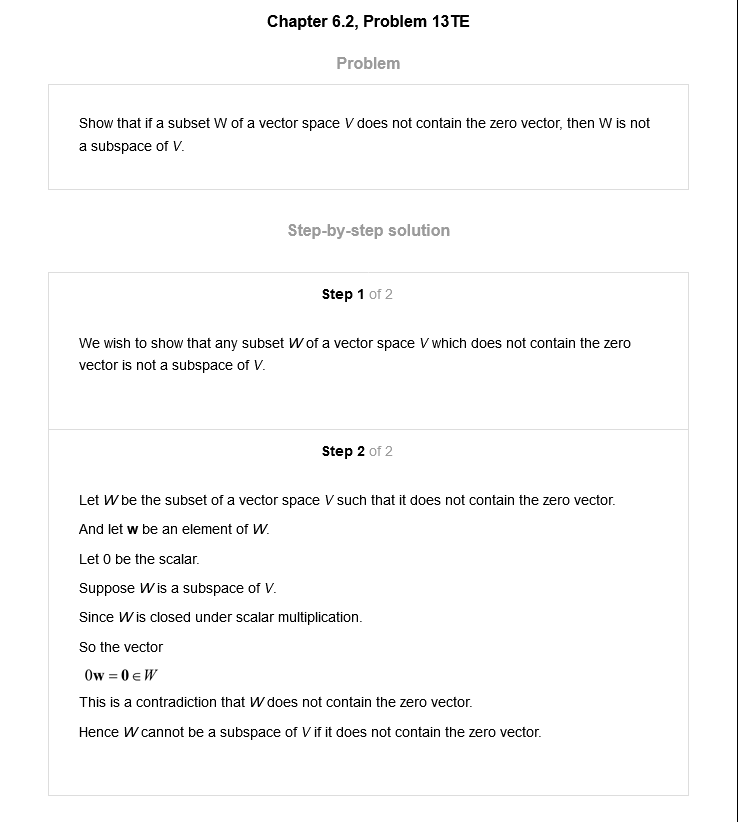 Chapter 6.2, Problem 13TE
Problem
Show that if a subset W of a vector space V does not contain the zero vector, then W is not
a subspace of V.
Step-by-step solution
Step 1 of 2
We wish to show that any subset W of a vector space V which does not contain the zero
vector is not a subspace of V.
Step 2 of 2
Let W be the subset of a vector space V such that it does not contain the zero vector.
And let w be an element of W.
Let 0 be the scalar.
Suppose W is a subspace of V.
Since W is closed under scalar multiplication.
So the vector
0w = 0 ∈ W
This is a contradiction that W does not contain the zero vector.
Hence W cannot be a subspace of V if it does not contain the zero vector.